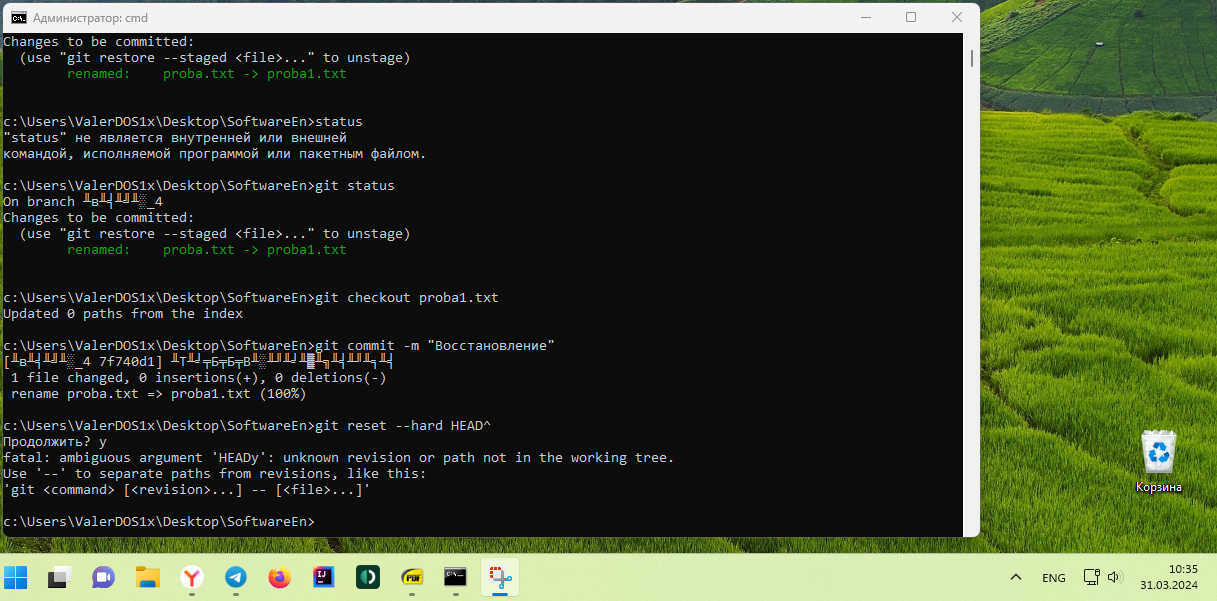 Администратор: cmd
Changes to be committed:
(use "git restore --staged <file>..." to unstage)
renamed: proba.txt -> proba1.txt
c:\Users\ValerDOS1x\Desktop\SoftwareEn>status
"status" не является внутренней или внешней
командой, исполняемой программой или пакетным файлом.
c:\Users\ValerDOS1x\Desktop\SoftwareEn>git status
On branch _4
Changes to be committed:
(use "git restore --staged <file>..." to unstage)
renamed: proba.txt -> proba1.txt
c:\Users\ValerDOS1x\Desktop\SoftwareEn>git checkout proba1.txt
Updated 0 paths from the index
c:\Users\ValerDOS1x\Desktop\SoftwareEn>git commit -m "Восстановление"
_4 7f740d1]
1 file changed, 0 insertions(+), 0 deletions(-)
rename proba.txt => proba1.txt (100%)
c:\Users\ValerDOS1x\Desktop\SoftwareEn>git reset --hard HEAD^
Продолжить? y
fatal: ambiguous argument 'HEADy': unknown revision or path not in the working tree.
Use '--' to separate paths from revisions, like this:
'git <command> [<revision>...] -- [<file>...]'
c:\Users\ValerDOS1x\Desktop\SoftwareEn>
Корзина
ENG
10:35
31.03.2024